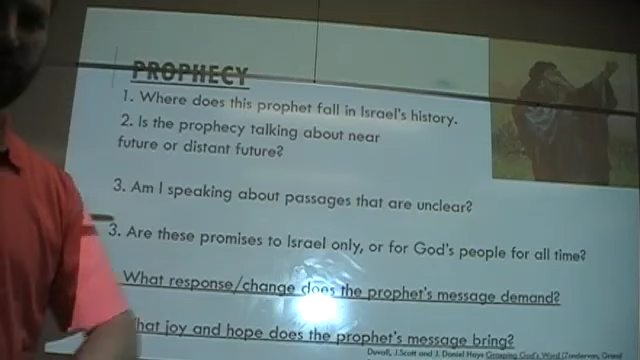 PROPHECY
1. Where does this prophet fall in Israel's history.
2. Is the prophecy talking about near
future or distant future?
3. Am I speaking about passages that are unclear?
3. Are these promises to Israel only, or for God's people for all time?
What response/change does the prophet's message demand?
hat joy and hope does the prophet's message bring?
Duvall, J.Scott and J. Daniel Hays Grasping God's Word (Zondervan, Grand